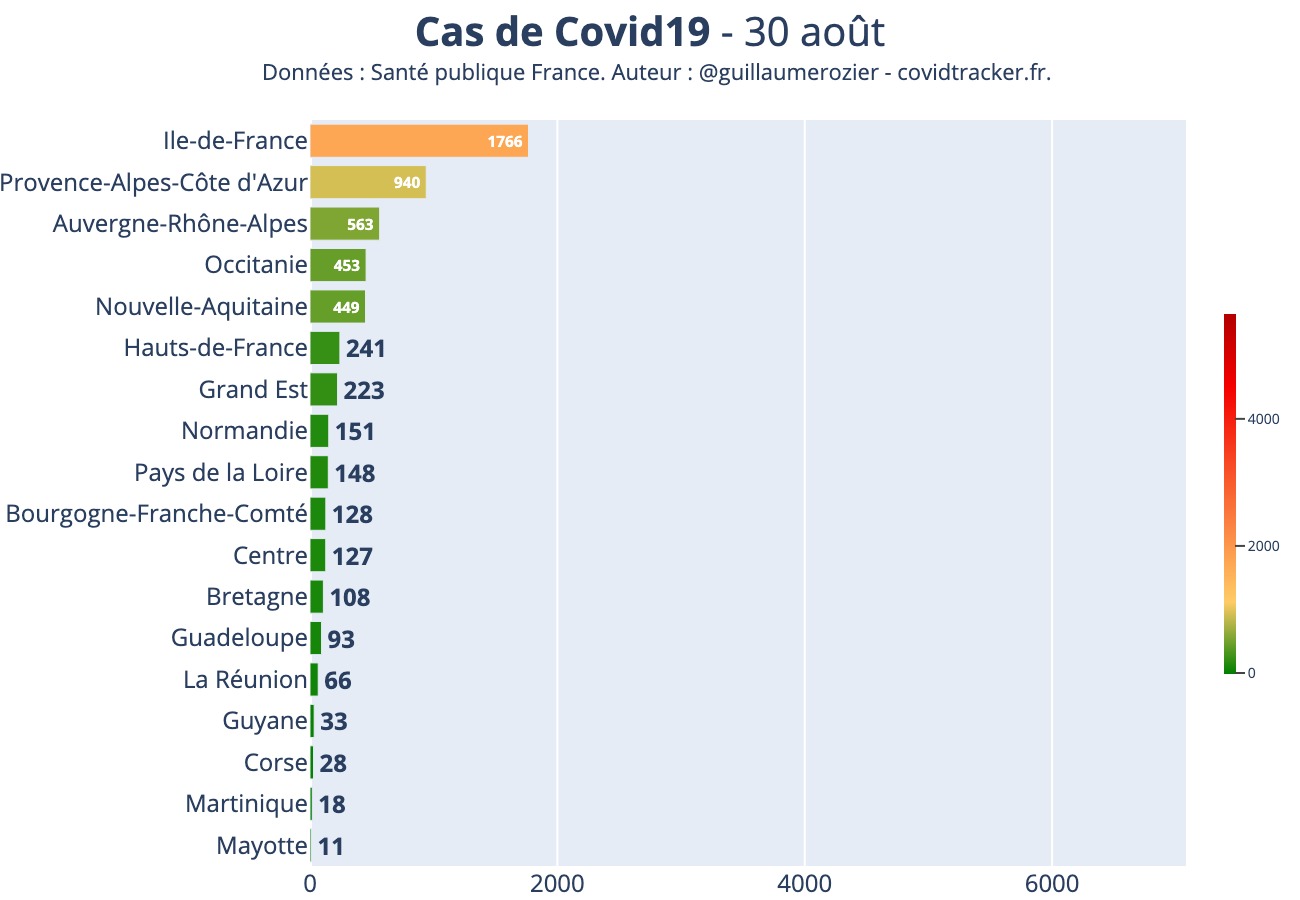 Cas de Covid19 - 30 août
Données : Santé publique France. Auteur : @guillaumerozier - covidtracker.fr.
Ile-de-France 1766
Provence-Alpes-Côte d'Azur 940
Auvergne-Rhône-Alpes 563
Occitanie 453
Nouvelle-Aquitaine 449
Hauts-de-France 241
Grand Est 223
Normandie 151
Pays de la Loire 148
Bourgogne-Franche-Comté 128
Centre 127
Bretagne 108
Guadeloupe 93
La Réunion 66
Guyane 33
Corse 28
Martinique 18
Mayotte 11
0 2000 4000 6000
4000
2000
0